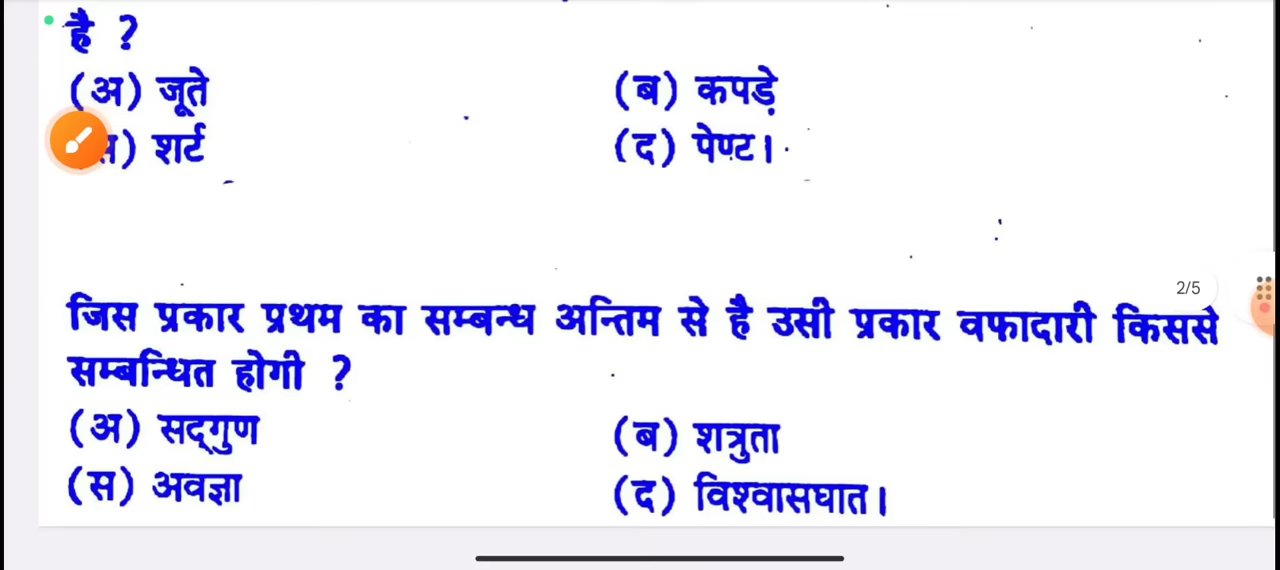 है ?
(अ) जूते (ब) कपड़े
) शर्ट (द) पेण्ट।
2/5
जिस प्रकार प्रथम का सम्बन्ध अन्तिम से है उसी प्रकार वफादारी किससे
सम्बन्धित होगी ?
(अ) सद्गुण (ब) शत्रुता
(स) अवज्ञा (द) विश्वासघात।